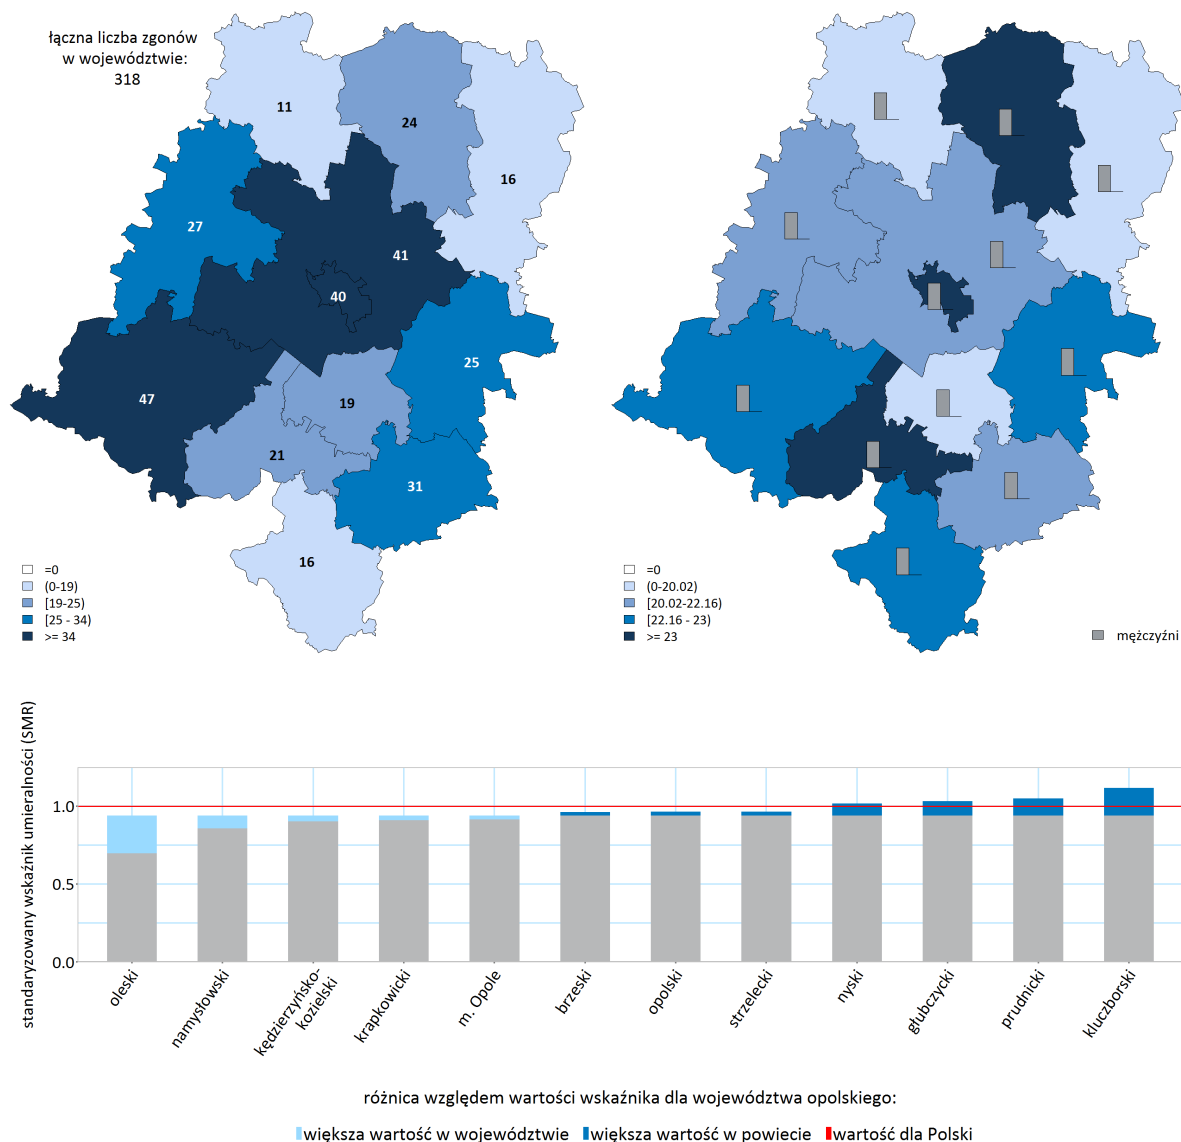 łączna liczba zgonów
w województwie:
318
11
24
16
27
41
40
25
47
19
21
31
16
=0
(0-19)
[19-25)
[25 - 34)
>= 34
=0
(0-20.02)
[20.02-22.16)
[22.16 - 23)
>= 23
mężczyźni
standaryzowany wskaźnik umieralności (SMR)
1.0
0.5
0.0
oleski
namysłowski
kędzierzyńsko-
kozielski
krapkowicki
m. Opole
brzeski
opolski
strzelecki
nyski
głubczycki
prudnicki
kluczborski
różnica względem wartości wskaźnika dla województwa opolskiego:
większa wartość w województwie
większa wartość w powiecie
wartość dla Polski